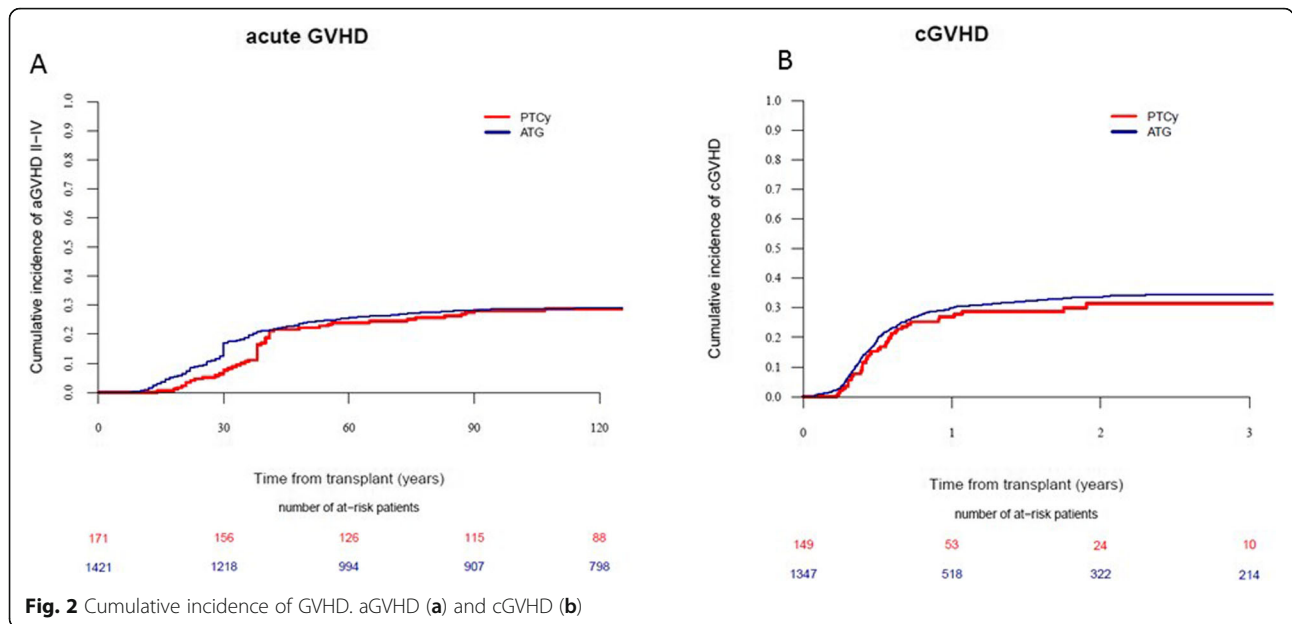 acute GVHD
A
Cumulative incidence of aGVHD II–IV
1.0
0.9
0.8
0.7
0.6
0.5
0.4
0.3
0.2
0.1
0.0
PTCy
ATG
0 30 60 90 120
Time from transplant (years)
number of at−risk patients
171 156 126 115 88
1421 1218 994 907 798
cGVHD
B
Cumulative incidence of cGVHD
1.0
0.9
0.8
0.7
0.6
0.5
0.4
0.3
0.2
0.1
0.0
PTCy
ATG
0 1 2 3
Time from transplant (years)
number of at−risk patients
149 53 24 10
1347 518 322 214
Fig. 2 Cumulative incidence of GVHD. aGVHD (a) and cGVHD (b)